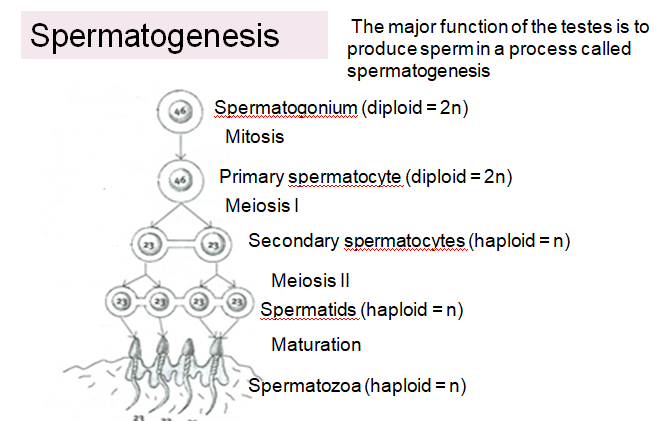 Spermatogenesis
The major function of the testes is to
produce sperm in a process called
spermatogenesis
46
Spermatogonium (diploid = 2n)
Mitosis
46
Primary spermatocyte (diploid = 2n)
Meiosis I
23 23
Secondary spermatocytes (haploid = n)
Meiosis II
23 23 23 23
Spermatids (haploid = n)
Maturation
Spermatozoa (haploid = n)